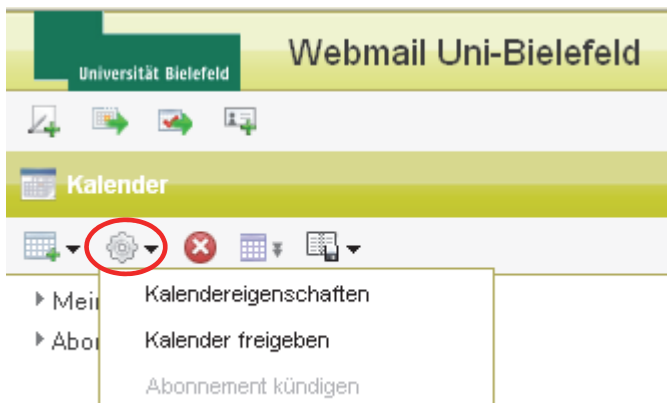 Universität Bielefeld
Webmail Uni-Bielefeld
Kalender
Kalendereigenschaften
Kalender freigeben
Abonnement kündigen